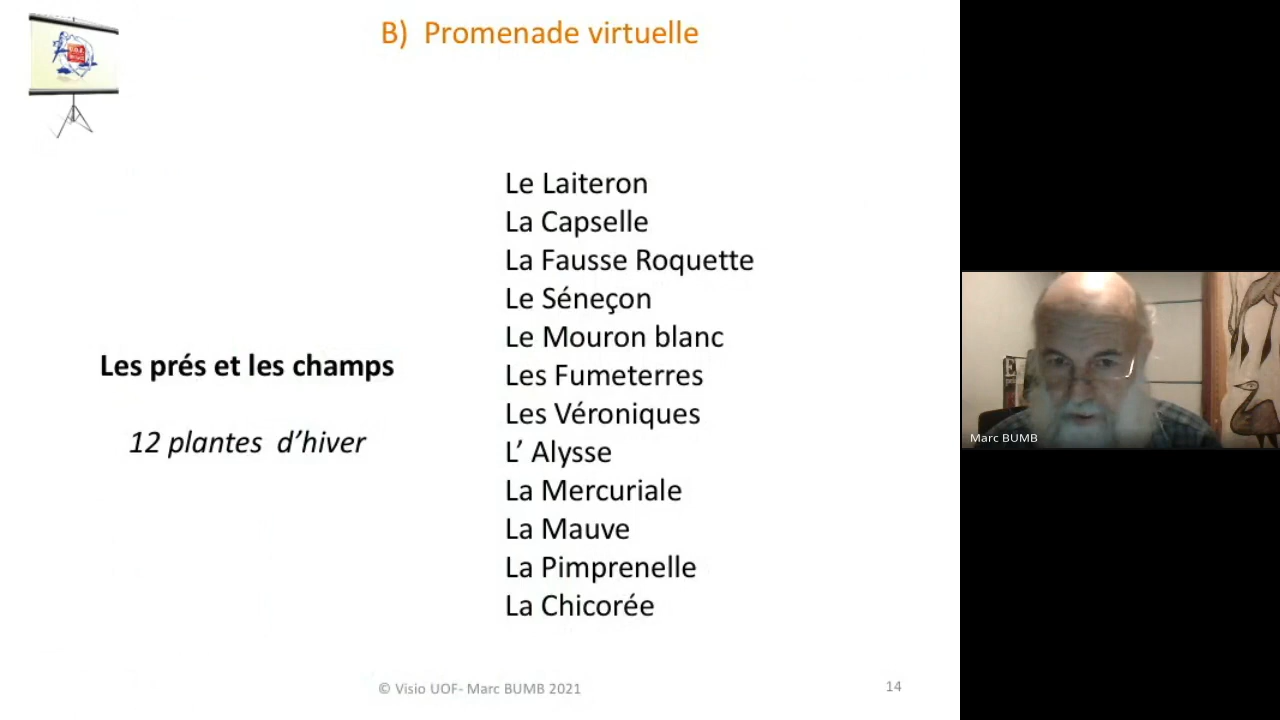 B) Promenade virtuelle
Le Laiteron
La Capselle
La Fausse Roquette
Le Séneçon
Le Mouron blanc
Les Fumeterres
Les Véroniques
L’ Alysse
La Mercuriale
La Mauve
La Pimprenelle
La Chicorée
Les prés et les champs
12 plantes d’hiver
Marc BUMB
© Visio UOF- Marc BUMB 2021
14